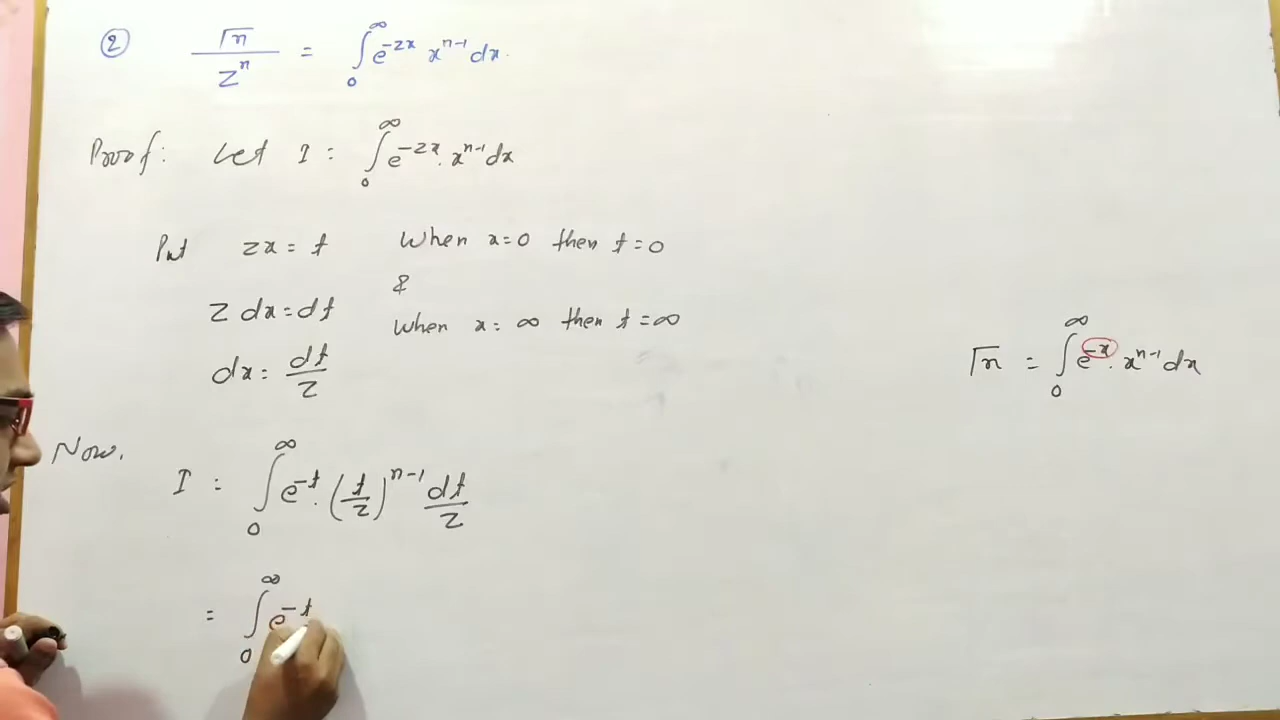 ② Γn / z^n = ∫₀^∞ e^{-zx} x^{n-1} dx.
Proof: Let I = ∫₀^∞ e^{-zx} . x^{n-1} dx
Put zx = t When x=0 then t=0
&
z dx = dt When x = ∞ then t = ∞
dx = dt/z
Γn = ∫₀^∞ e^{-x} . x^{n-1} dx
Now, I = ∫₀^∞ e^{-t} . (t/z)^{n-1} dt/z
= ∫₀^∞ e^{-t}